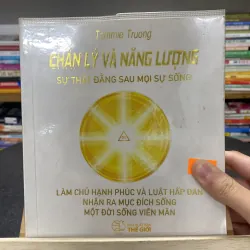 Tammie Truong
CHÂN LÝ VÀ NĂNG LƯỢNG
SỰ THẬT ĐẰNG SAU MỌI SỰ SỐNG
LÀM CHỦ HẠNH PHÚC VÀ LUẬT HẤP DẪN
NHẬN RA MỤC ĐÍCH SỐNG
MỘT ĐỜI SỐNG VIÊN MÃN
THẾ GIỚI